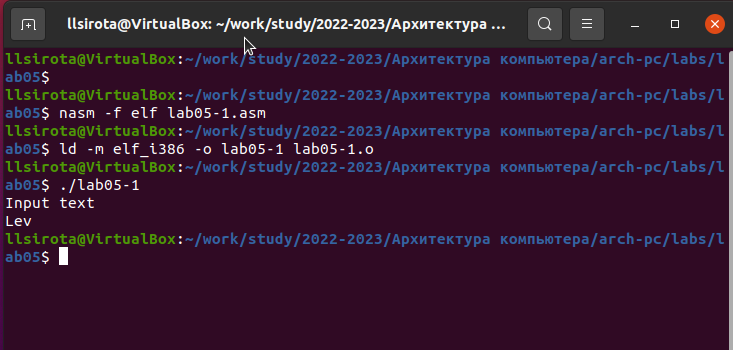 llsirota@VirtualBox: ~/work/study/2022-2023/Архитектура ...
llsirota@VirtualBox:~/work/study/2022-2023/Архитектура компьютера/arch-pc/labs/l
ab05$
llsirota@VirtualBox:~/work/study/2022-2023/Архитектура компьютера/arch-pc/labs/l
ab05$ nasm -f elf lab05-1.asm
llsirota@VirtualBox:~/work/study/2022-2023/Архитектура компьютера/arch-pc/labs/l
ab05$ ld -m elf_i386 -o lab05-1 lab05-1.o
llsirota@VirtualBox:~/work/study/2022-2023/Архитектура компьютера/arch-pc/labs/l
ab05$ ./lab05-1
Input text
Lev
llsirota@VirtualBox:~/work/study/2022-2023/Архитектура компьютера/arch-pc/labs/l
ab05$